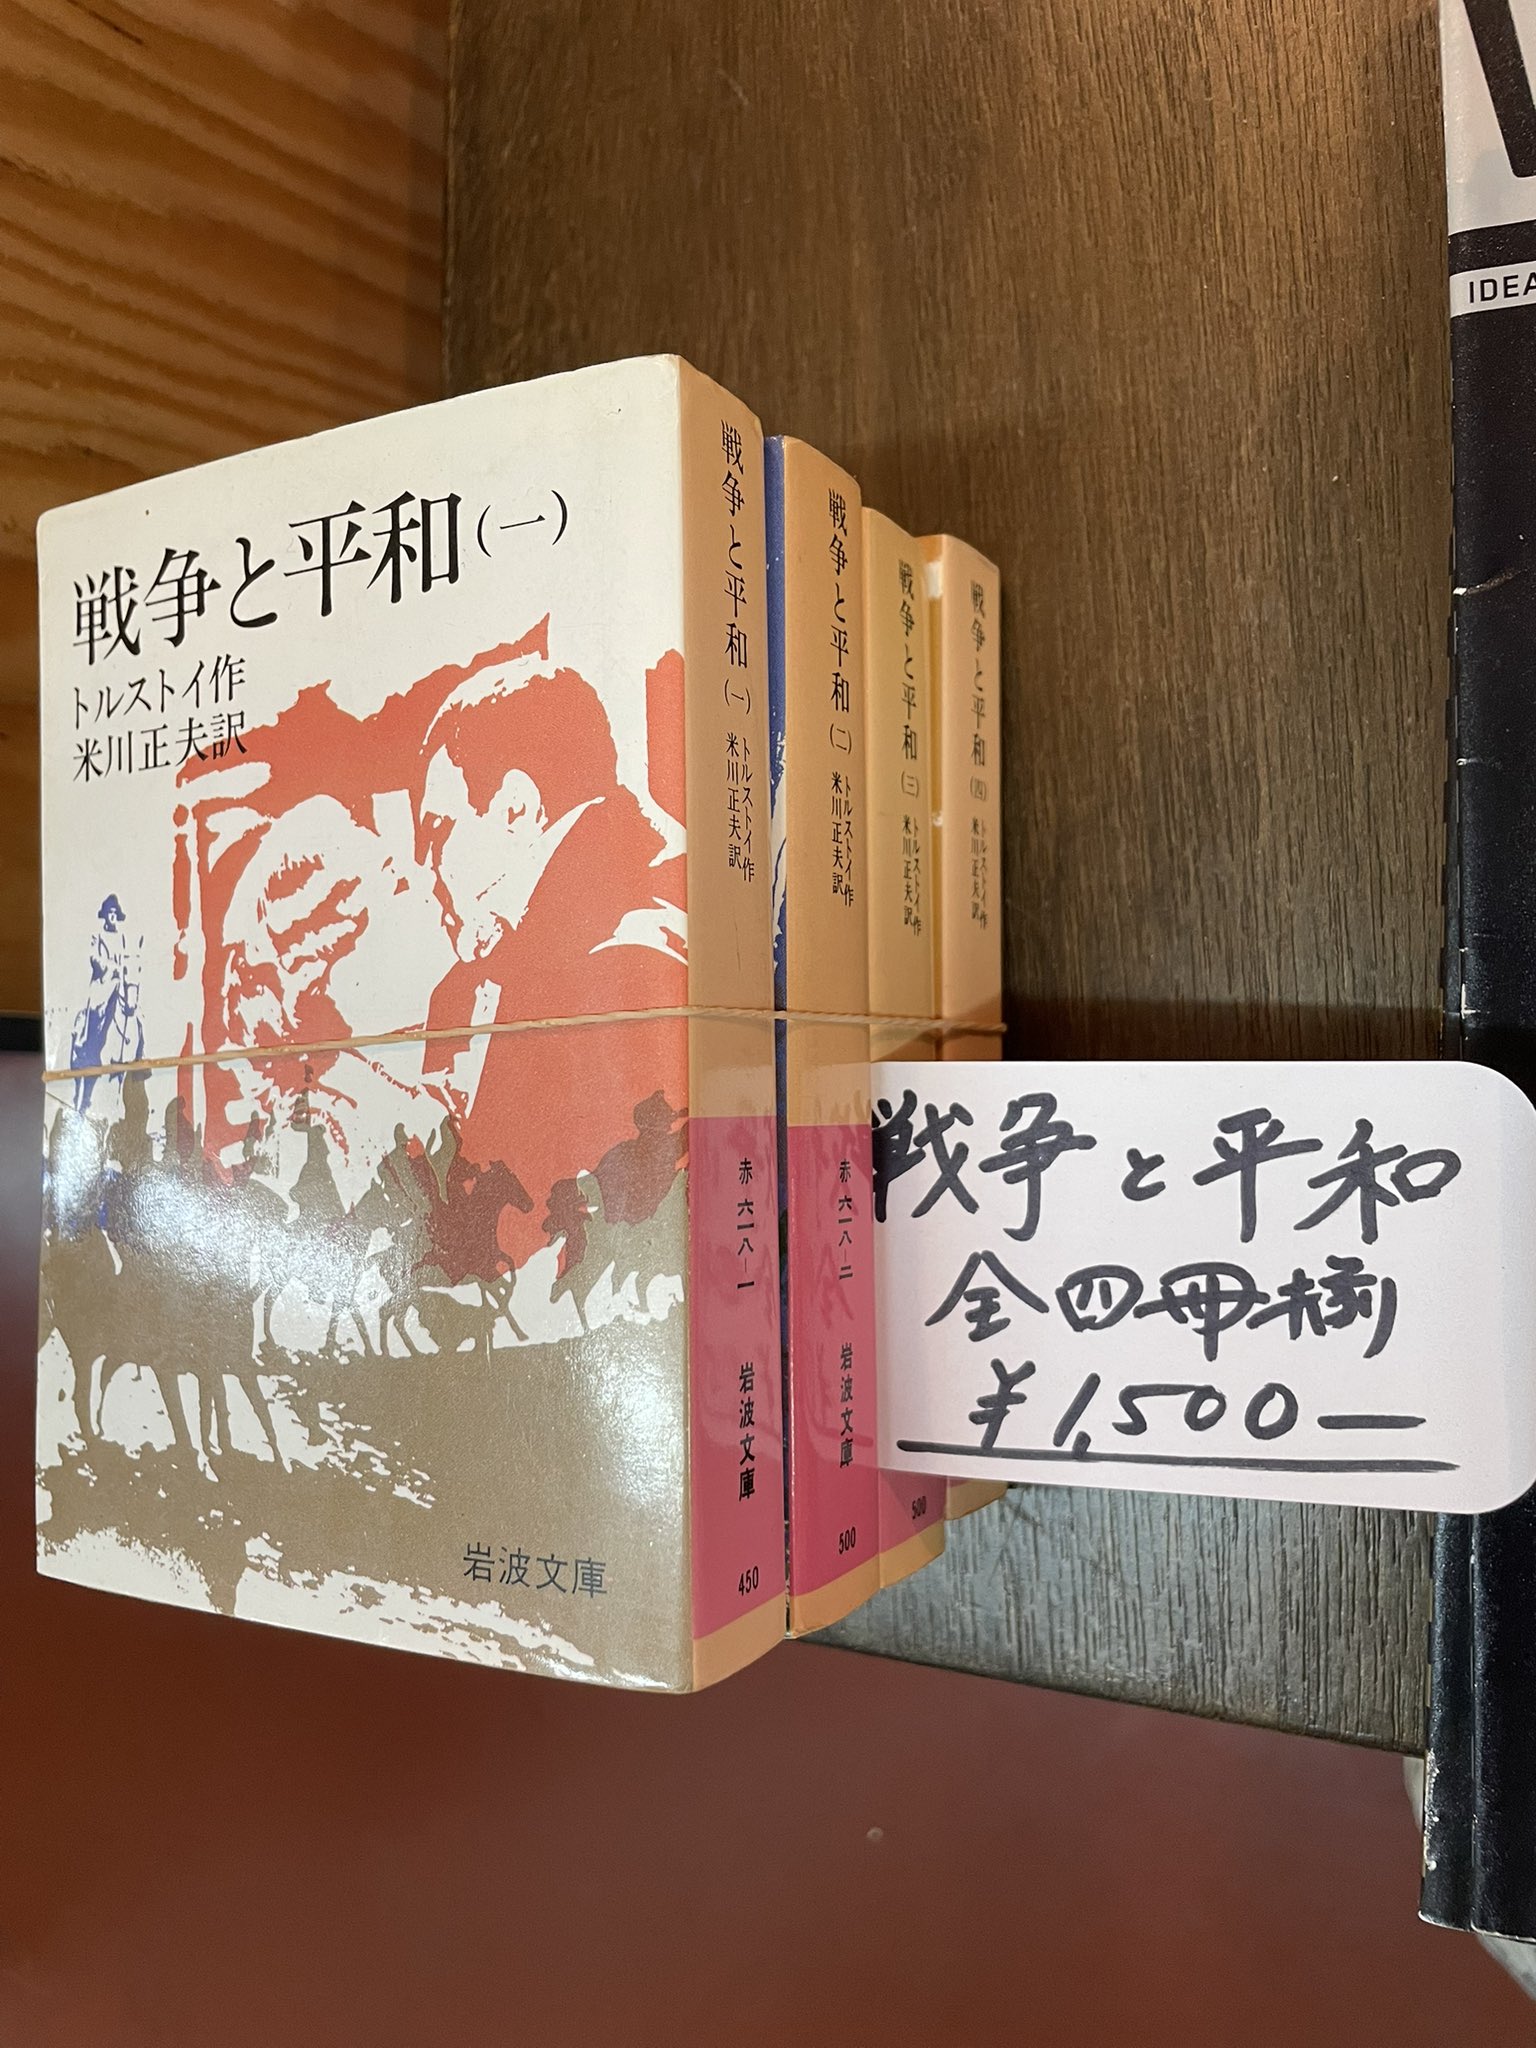 戦争と平和(一)
トルストイ作
米川正夫訳
岩波文庫
戦争と平和(一) トルストイ作
米川正夫訳
赤 六一八-一
岩波文庫
450
戦争と平和(二) トルストイ作
米川正夫訳
赤 六一八-二
岩波文庫
500
戦争と平和(三) トルストイ作
米川正夫訳
500
戦争と平和(四) トルストイ作
米川正夫訳
戦争と平和
全四冊揃
¥1,500—
IDEA